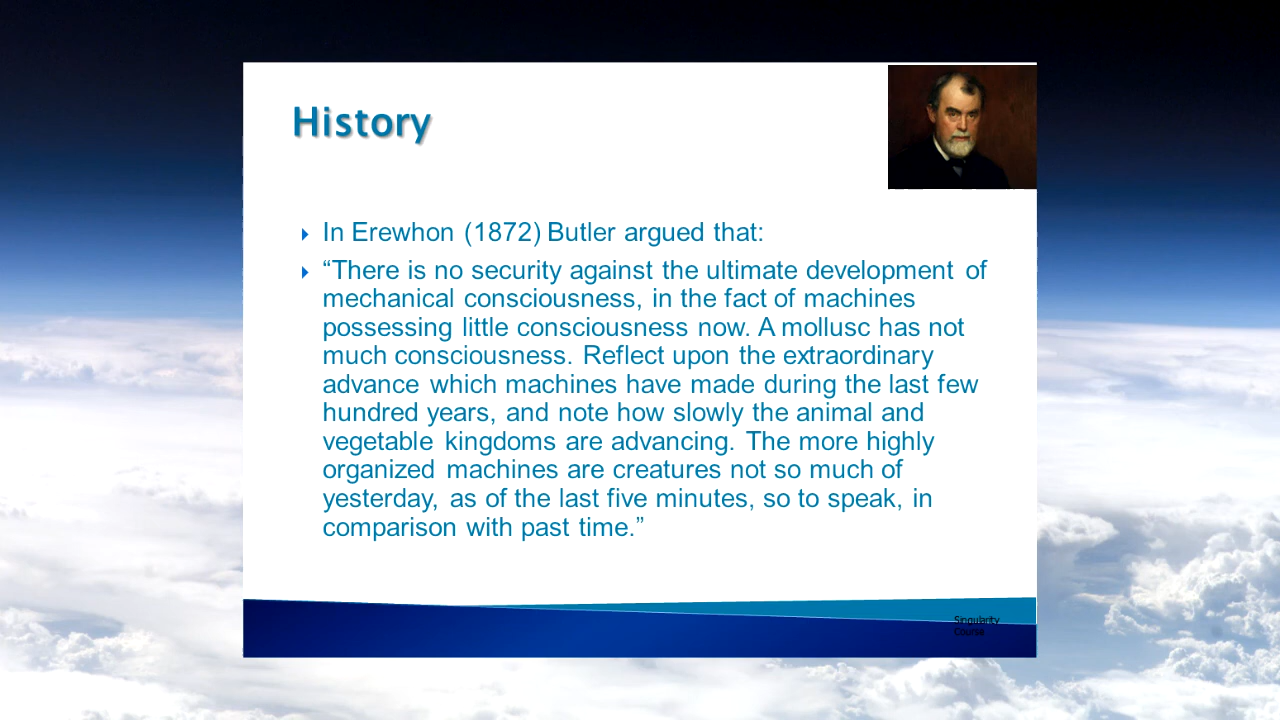 History
In Erewhon (1872) Butler argued that:
“There is no security against the ultimate development of
mechanical consciousness, in the fact of machines
possessing little consciousness now. A mollusc has not
much consciousness. Reflect upon the extraordinary
advance which machines have made during the last few
hundred years, and note how slowly the animal and
vegetable kingdoms are advancing. The more highly
organized machines are creatures not so much of
yesterday, as of the last five minutes, so to speak, in
comparison with past time.”
Singularity
Course